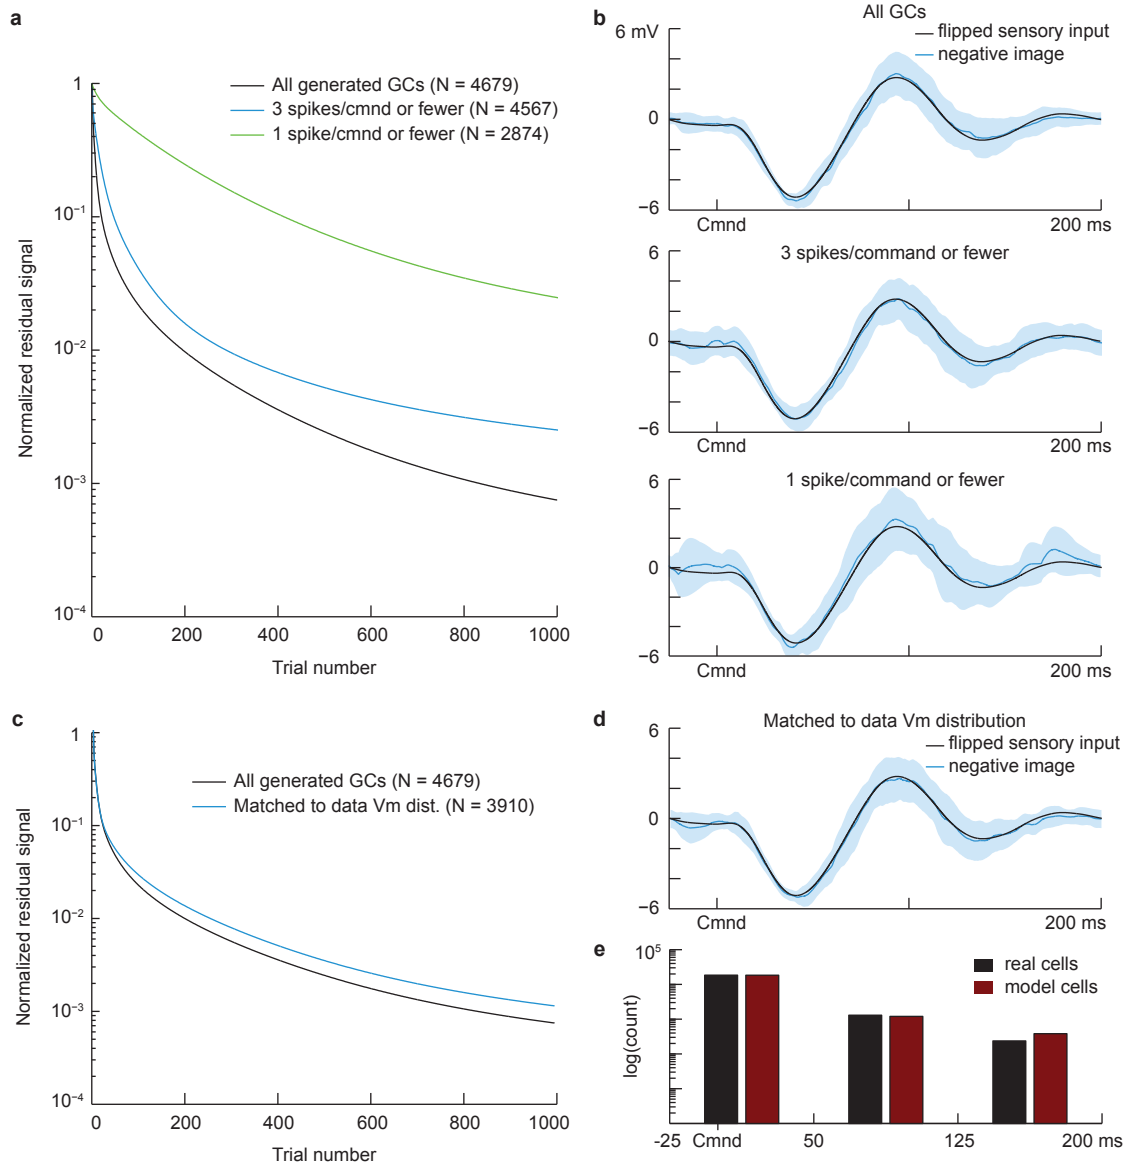 a
Normalized residual signal
1
10−1
10−2
10−3
10−4
0
200
400
600
800
1000
Trial number
All generated GCs (N = 4679)
3 spikes/cmnd or fewer (N = 4567)
1 spike/cmnd or fewer (N = 2874)
b
All GCs
flipped sensory input
negative image
6 mV
0
−6
Cmnd
200 ms
3 spikes/command or fewer
6
0
−6
Cmnd
200 ms
1 spike/command or fewer
6
0
−6
Cmnd
200 ms
c
Normalized residual signal
1
10−1
10−2
10−3
10−4
0
200
400
600
800
1000
Trial number
All generated GCs (N = 4679)
Matched to data Vm dist. (N = 3910)
d
Matched to data Vm distribution
flipped sensory input
negative image
6
0
−6
Cmnd
200 ms
e
105
log(count)
real cells
model cells
-25
Cmnd
50
125
200 ms